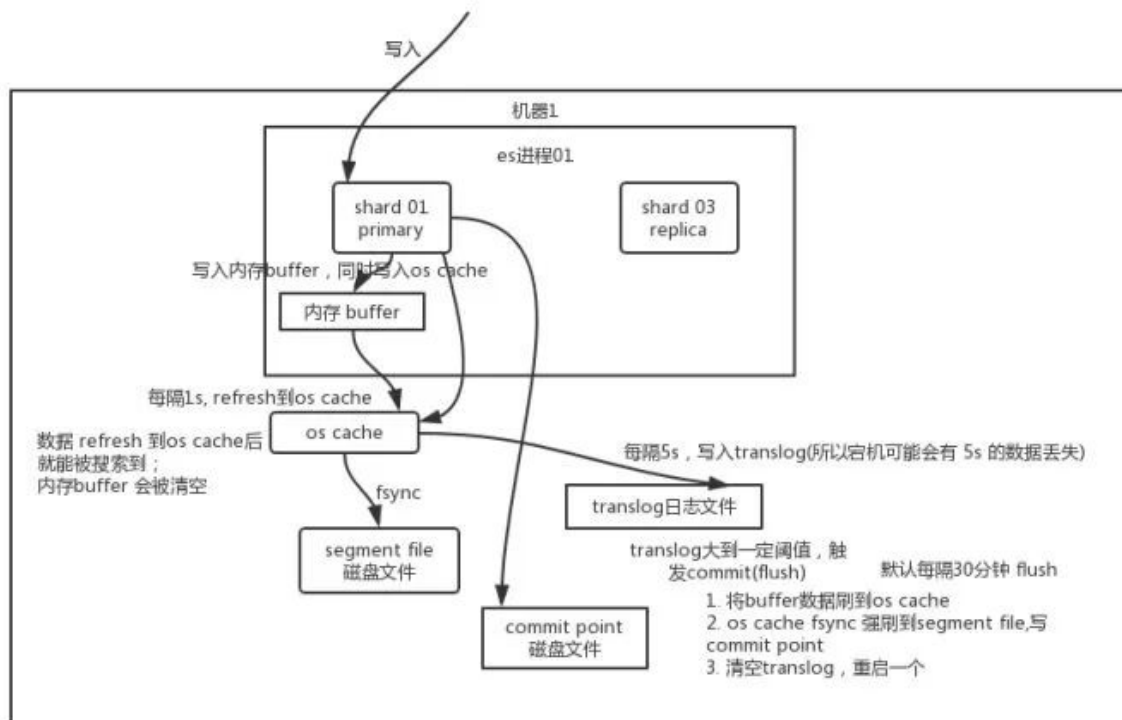 写入
机器1
es进程01
shard 01
primary
shard 03
replica
写入内存buffer，同时写入os cache
内存 buffer
每隔1s, refresh到os cache
os cache
数据 refresh 到os cache后
就能被搜索到；
内存buffer 会被清空
每隔5s，写入translog(所以宕机可能会有 5s 的数据丢失)
translog日志文件
fsync
segment file
磁盘文件
translog大到一定阈值，触
发commit(flush)
默认每隔30分钟 flush
1. 将buffer数据刷到os cache
2. os cache fsync 强刷到segment file,写
commit point
3. 清空translog，重启一个
commit point
磁盘文件